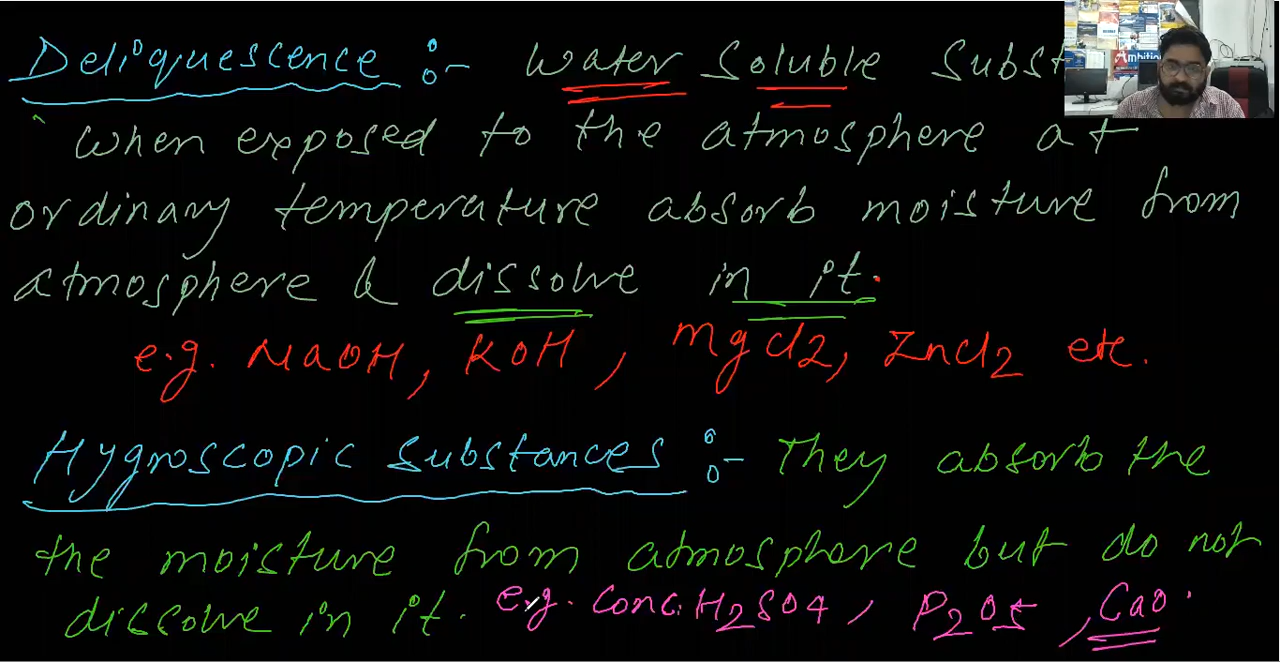 Deliquescence :- Water Soluble Subst
when exposed to the atmosphere at
ordinary temperature absorb moisture from
atmosphere & dissolve in it.
e.g. NaOH, KOH, MgCl2, ZnCl2 etc.
Hygroscopic Substances :- They absorb the
the moisture from atmosphere but do not
dissolve in it. e.g. Conc. H2SO4, P2O5, CaO.
Ambition